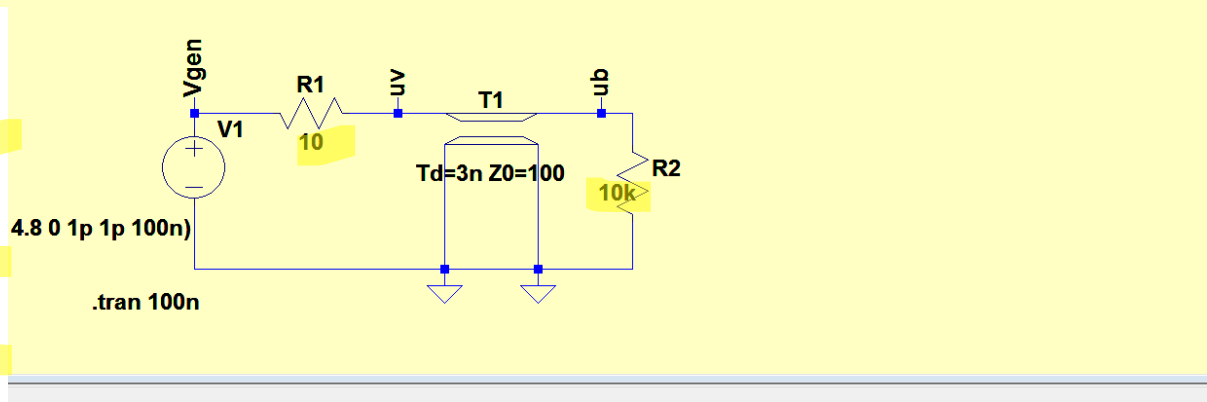 Vgen
R1
uv
T1
ub
V1
10
Td=3n Z0=100
R2
10k
4.8 0 1p 1p 100n)
.tran 100n